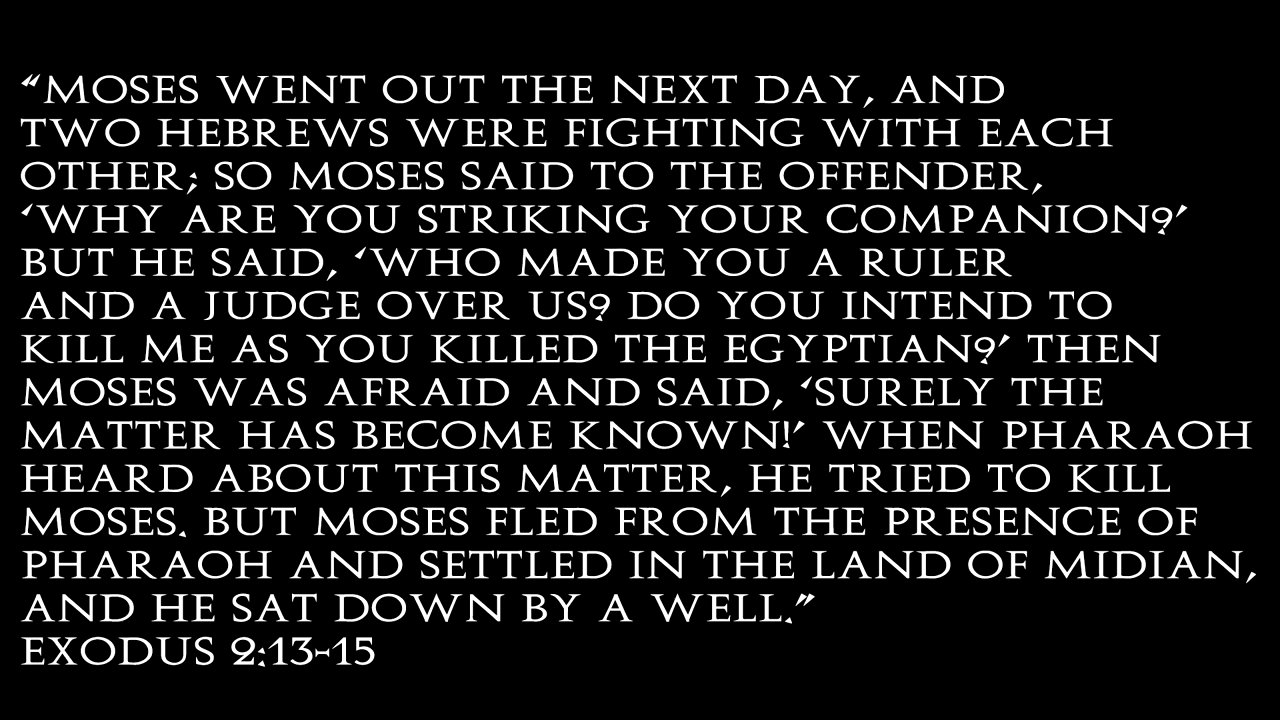 “MOSES WENT OUT THE NEXT DAY, AND
TWO HEBREWS WERE FIGHTING WITH EACH
OTHER; SO MOSES SAID TO THE OFFENDER,
‘WHY ARE YOU STRIKING YOUR COMPANION?’
BUT HE SAID, ‘WHO MADE YOU A RULER
AND A JUDGE OVER US? DO YOU INTEND TO
KILL ME AS YOU KILLED THE EGYPTIAN?’ THEN
MOSES WAS AFRAID AND SAID, ‘SURELY THE
MATTER HAS BECOME KNOWN!’ WHEN PHARAOH
HEARD ABOUT THIS MATTER, HE TRIED TO KILL
MOSES. BUT MOSES FLED FROM THE PRESENCE OF
PHARAOH AND SETTLED IN THE LAND OF MIDIAN,
AND HE SAT DOWN BY A WELL.”
EXODUS 2:13-15